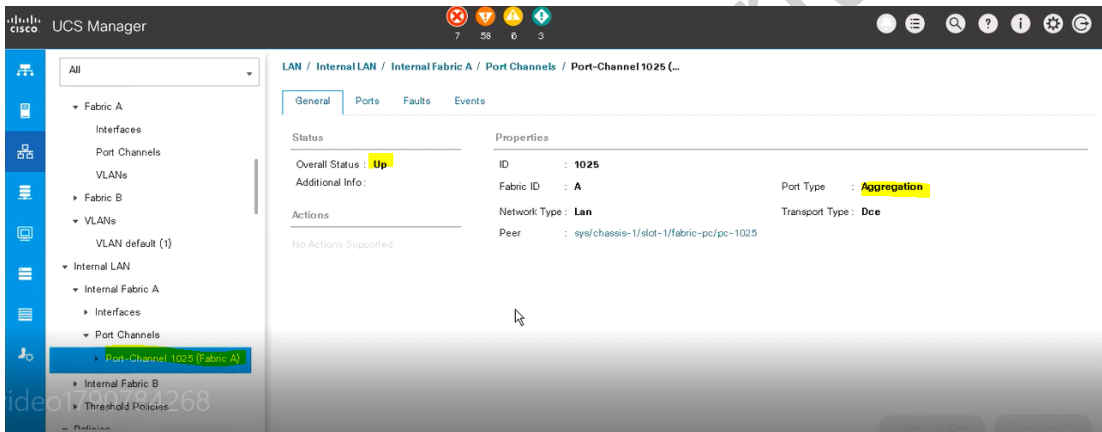 cisco UCS Manager
7 58 6 3
All
Fabric A
Interfaces
Port Channels
VLANs
Fabric B
VLANs
VLAN default (1)
Internal LAN
Internal Fabric A
Interfaces
Port Channels
Port-Channel 1025 (Fabric A)
Internal Fabric B
Threshold Policies
Policies
LAN / Internal LAN / Internal Fabric A / Port Channels / Port-Channel 1025 (...
General Ports Faults Events
Status
Overall Status : Up
Additional Info :
Actions
No Actions Supported
Properties
ID : 1025
Fabric ID : A Port Type : Aggregation
Network Type : Lan Transport Type : Dce
Peer : sys/chassis-1/slot-1/fabric-pc/pc-1025
video1790784268